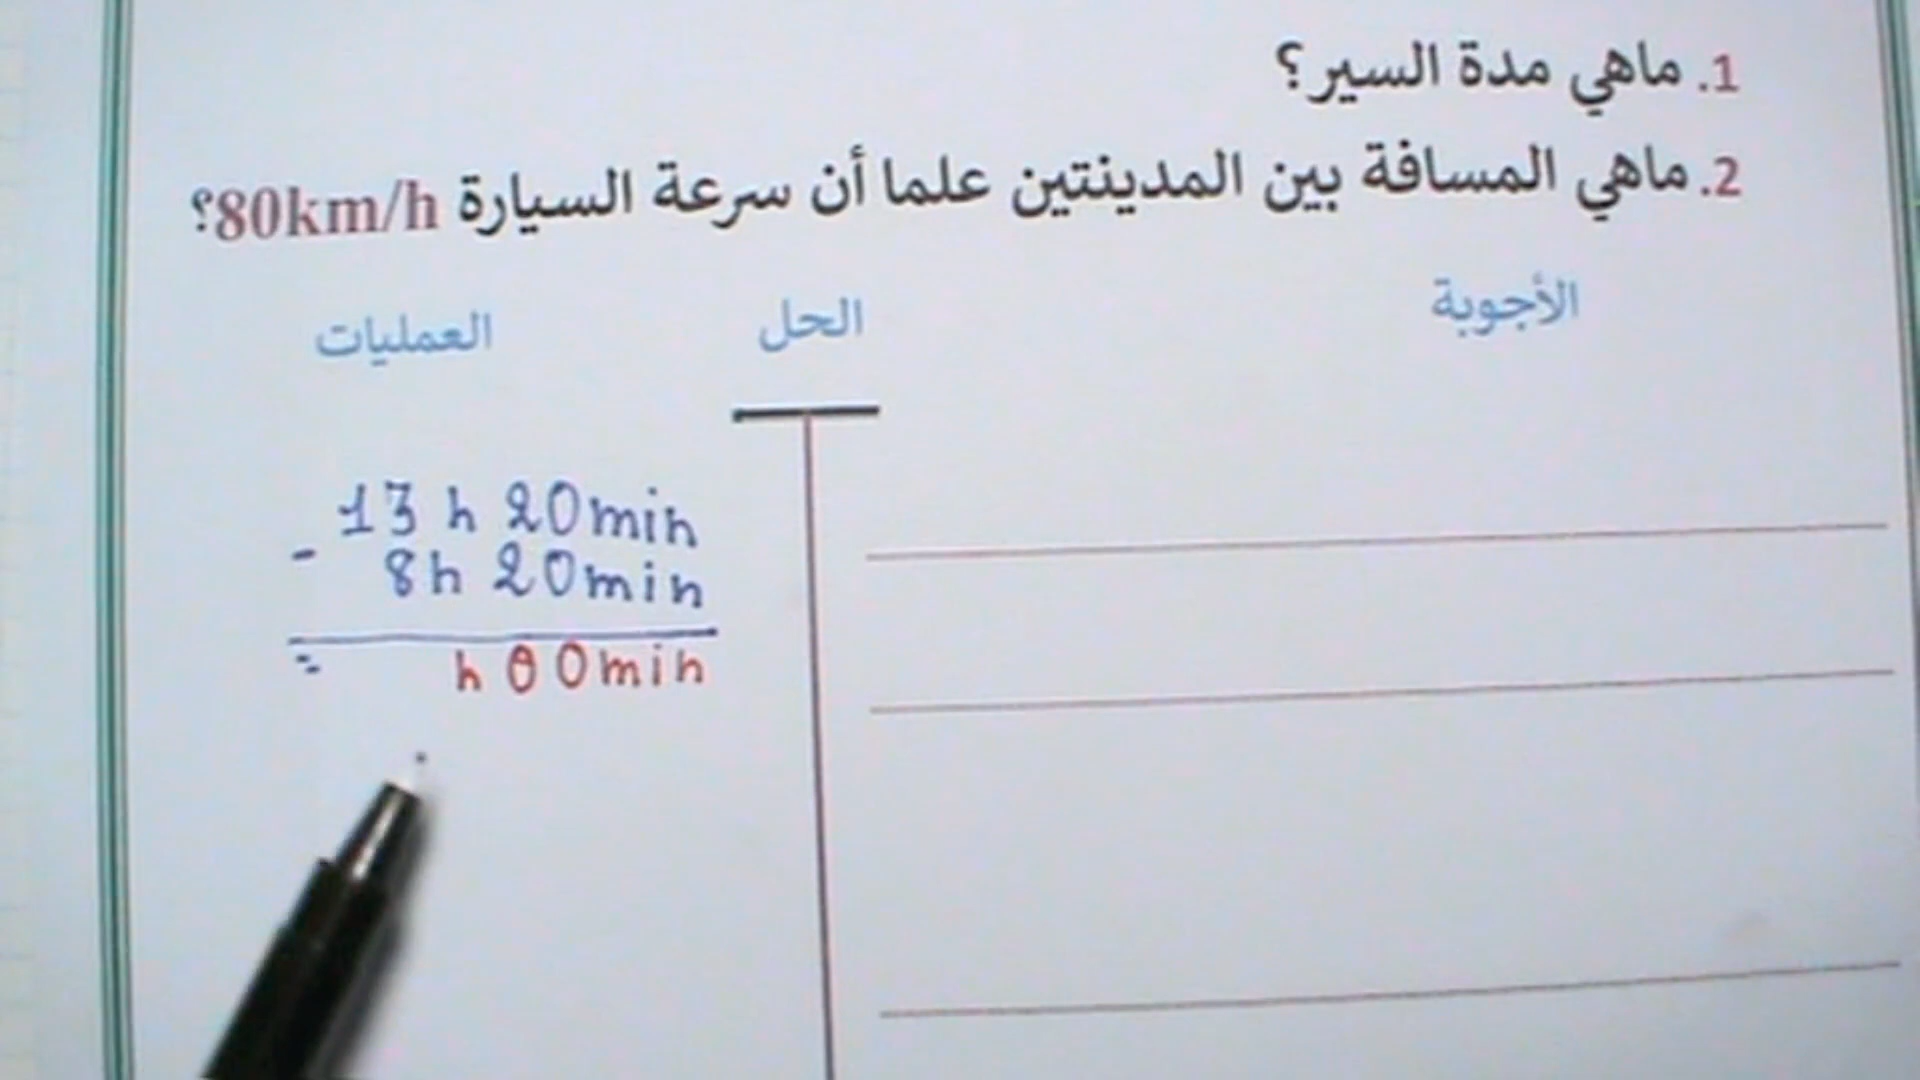 1. ماهي مدة السير؟
2. ماهي المسافة بين المدينتين علما أن سرعة السيارة 80km/h؟
الأجوبة
الحل
العمليات
13 h 20min
- 8h 20min
= h 00min